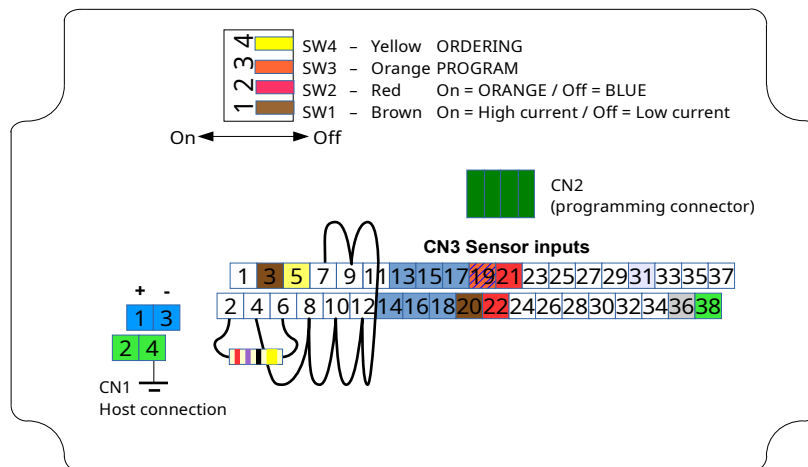 4 SW4 – Yellow ORDERING
3 SW3 – Orange PROGRAM
2 SW2 – Red On = ORANGE / Off = BLUE
1 SW1 – Brown On = High current / Off = Low current
On Off
CN2
(programming connector)
CN3 Sensor inputs
1 3 5 7 9 11 13 15 17 19 21 23 25 27 29 31 33 35 37
2 4 6 8 10 12 14 16 18 20 22 24 26 28 30 32 34 36 38
+ -
1 3
2 4
CN1
Host connection